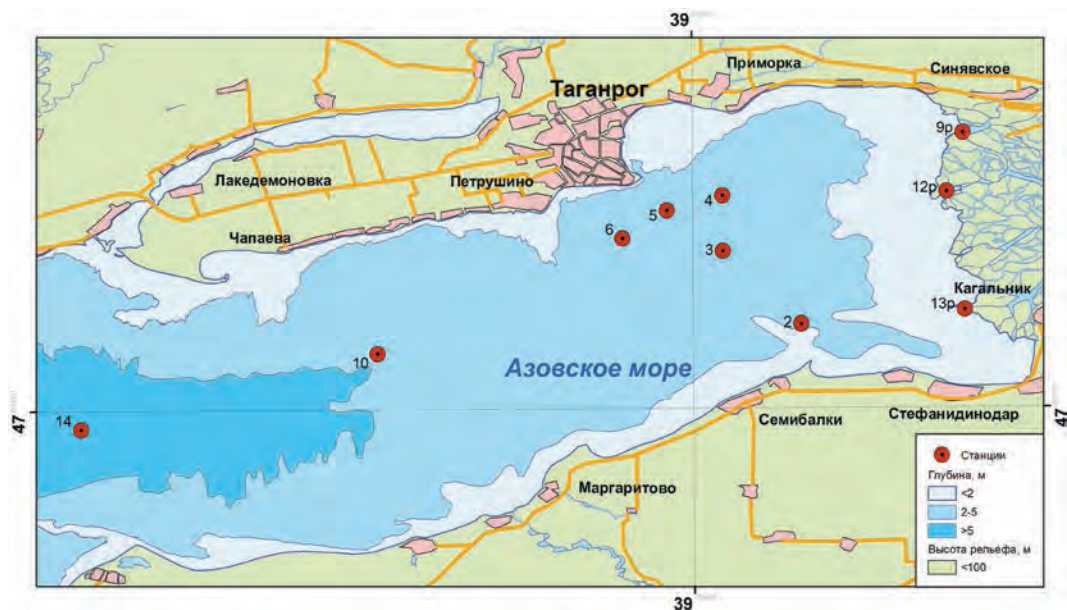 39
Приморка
Синявское
Таганрог
9р
Лакедемоновка
Петрушино
12р
4
5
Чапаева
6
3
Кагальник
13р
2
10
Азовское море
47
47
14
Семибалки
Стефанидинодар
Маргаритово
Станции
Глубина, м
<2
2-5
>5
Высота рельефа, м
<100
39